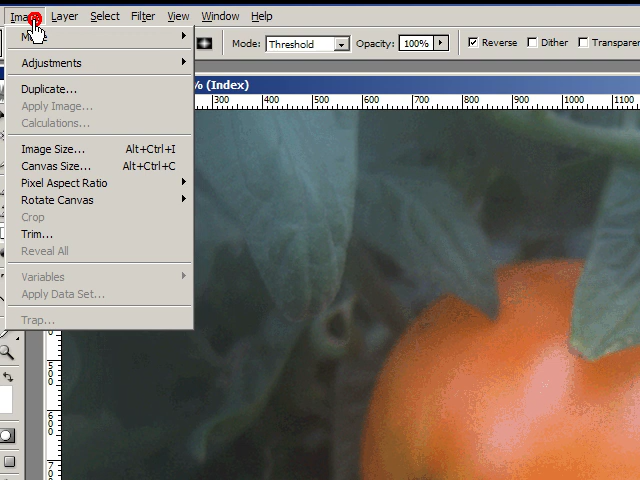 Layer Select Filter View Window Help
Mode: Threshold Opacity: 100% Reverse Dither Transparen
% (Index)
300 400 500 600 700 800 900 1000 1100
Adjustments
Duplicate...
Apply Image...
Calculations...
Image Size... Alt+Ctrl+I
Canvas Size... Alt+Ctrl+C
Pixel Aspect Ratio
Rotate Canvas
Crop
Trim...
Reveal All
Variables
Apply Data Set...
Trap...
500
600